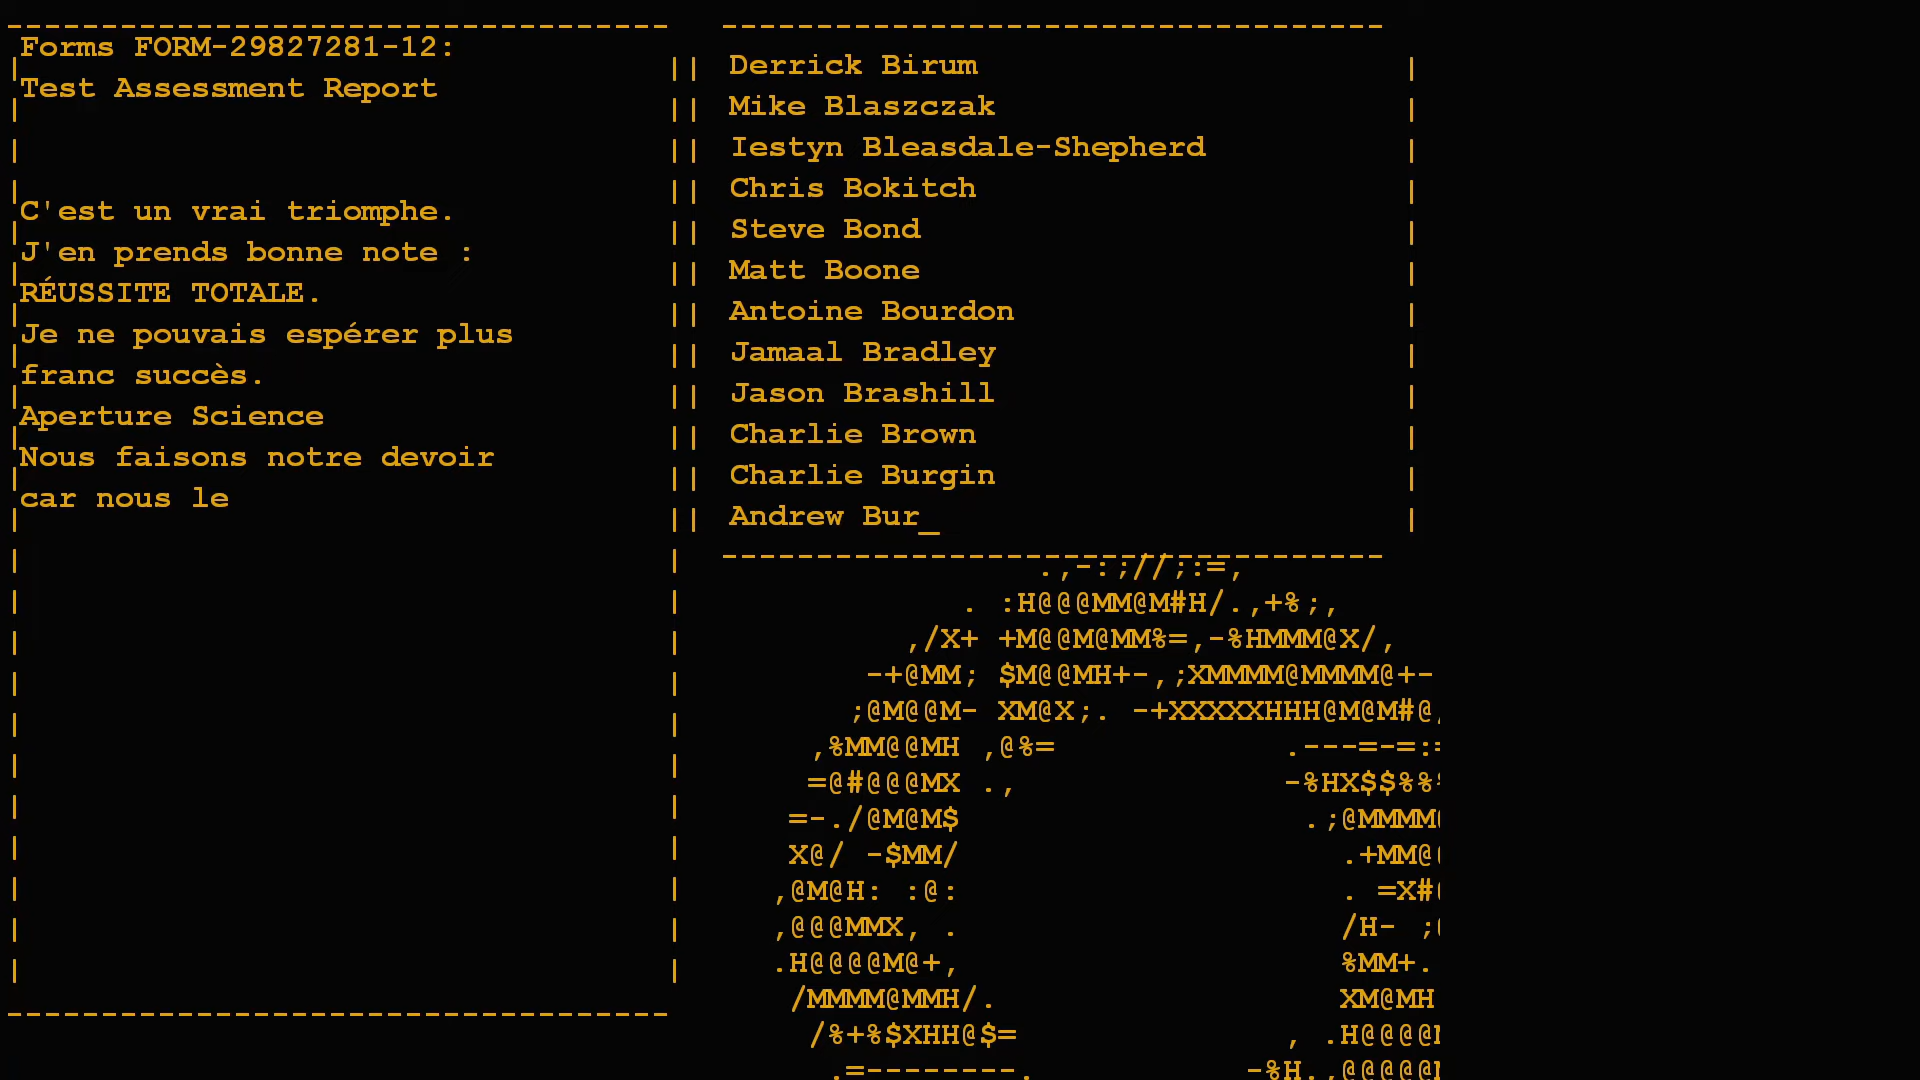 Forms FORM-29827281-12:
Test Assessment Report
C'est un vrai triomphe.
J'en prends bonne note :
RÉUSSITE TOTALE.
Je ne pouvais espérer plus
franc succès.
Aperture Science
Nous faisons notre devoir
car nous le
Derrick Birum
Mike Blaszczak
Iestyn Bleasdale-Shepherd
Chris Bokitch
Steve Bond
Matt Boone
Antoine Bourdon
Jamaal Bradley
Jason Brashill
Charlie Brown
Charlie Burgin
Andrew Bur_